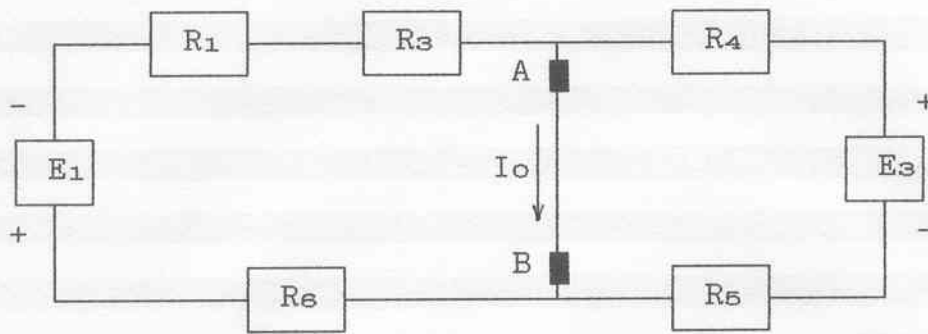 R1 R3 R4
A
- +
E1 Io E3
+ -
B
R6 R5